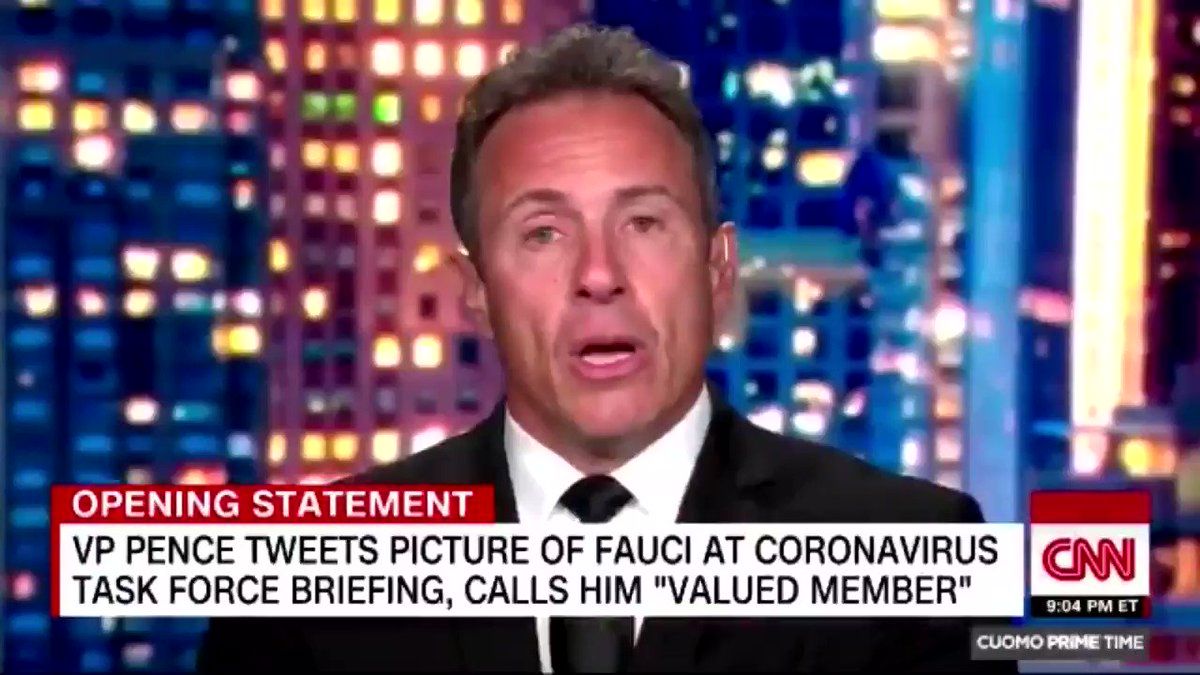 OPENING STATEMENT
VP PENCE TWEETS PICTURE OF FAUCI AT CORONAVIRUS
TASK FORCE BRIEFING, CALLS HIM "VALUED MEMBER"
CNN
9:04 PM ET
CUOMO PRIME TIME